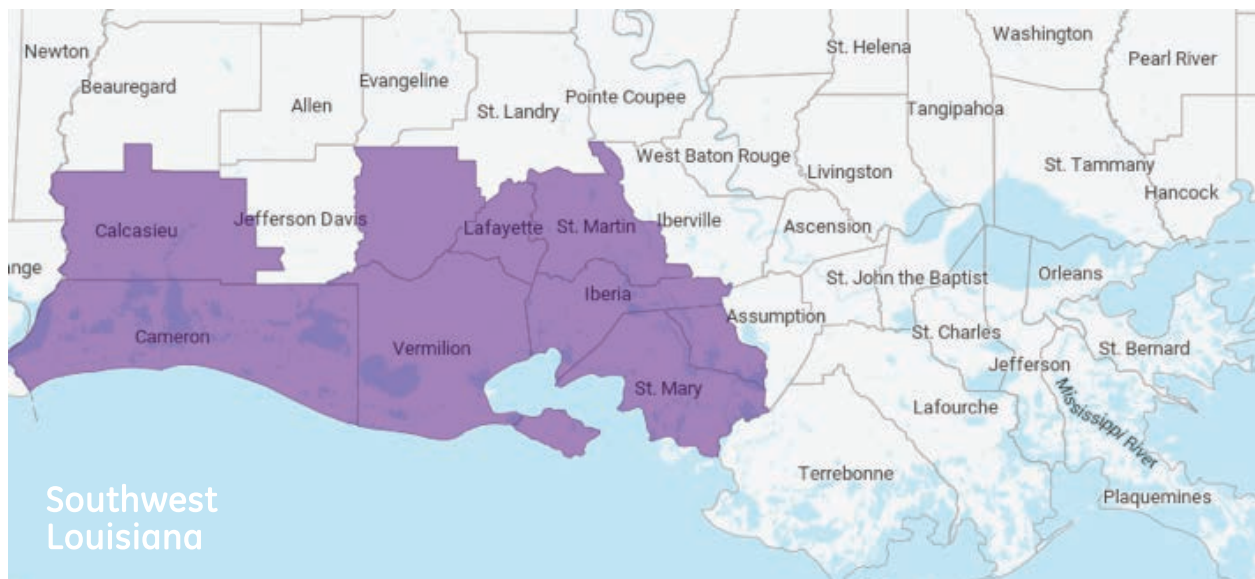 Newton
Beauregard
Allen
Evangeline
St. Landry
Pointe Coupee
St. Helena
Washington
Pearl River
Tangipahoa
West Baton Rouge
Livingston
St. Tammany
Hancock
Calcasieu
Jefferson Davis
Lafayette
St. Martin
Iberville
Ascension
ange
St. John the Baptist
Orleans
Iberia
Assumption
Cameron
Vermilion
St. Charles
St. Bernard
Jefferson
St. Mary
Lafourche
Mississippi River
Terrebonne
Plaquemines
Southwest
Louisiana